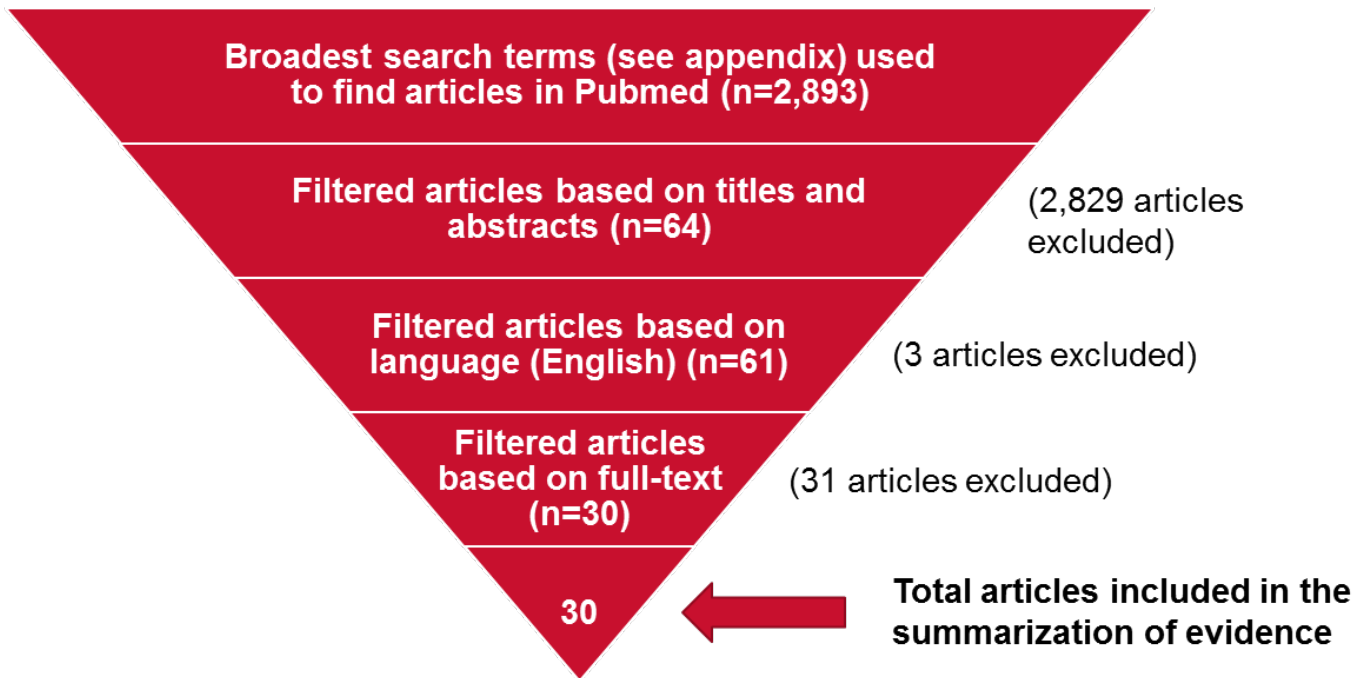 Broadest search terms (see appendix) used
to find articles in Pubmed (n=2,893)
Filtered articles based on titles and
abstracts (n=64)
(2,829 articles
excluded)
Filtered articles based on
language (English) (n=61)
(3 articles excluded)
Filtered articles
based on full-text
(n=30)
(31 articles excluded)
30
Total articles included in the
summarization of evidence